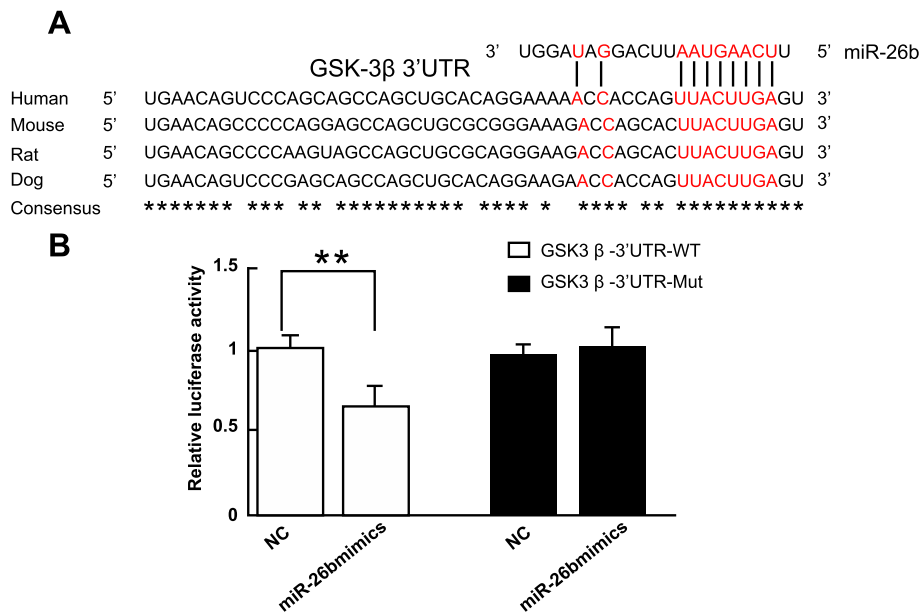 A
3’ UGGAUAGGACUUAAUGAACUU 5’ miR-26b
GSK-3β 3’UTR
Human 5’ UGAACAGUCCCAGCAGCCAGCUGCACAGGAAAAACCACCAGUUACUUGAGU 3’
Mouse 5’ UGAACAGCCCCCAGGAGCCAGCUGCGCGGGAAAGACCAGCACUUACUUGAGU 3’
Rat 5’ UGAACAGCCCCAAGUAGCCAGCUGCGCAGGGAAGACCAGCACUUACUUGAGU 3’
Dog 5’ UGAACAGUCCCGAGCAGCCAGCUGCACAGGAAGAACCACCAGUUACUUGAGU 3’
Consensus ******* *** ** ********** **** * **** ** **********
B
GSK3 β -3’UTR-WT
GSK3 β -3’UTR-Mut
Relative luciferase activity
1.5
1
0.5
0
**
NC
miR-26bmimics
NC
miR-26bmimics